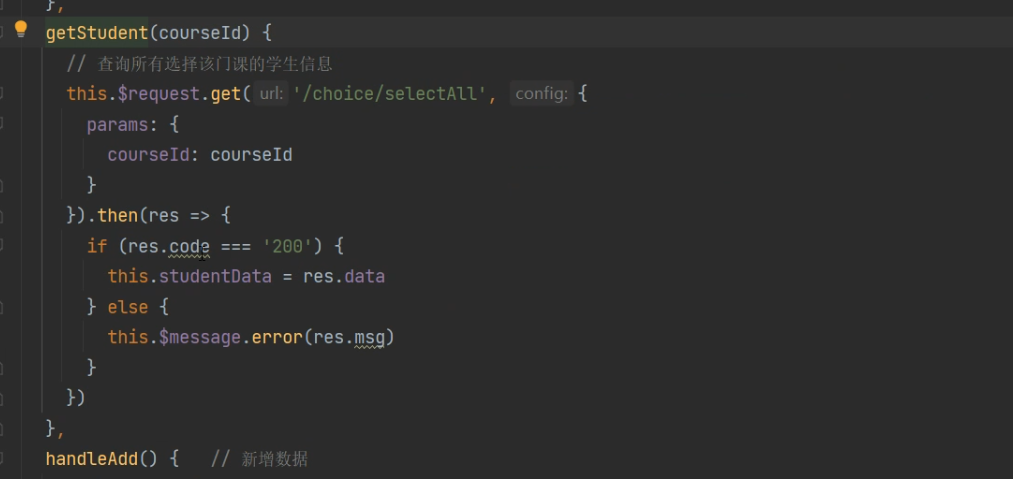 },
getStudent(courseId) {
// 查询所有选择该门课的学生信息
this.$request.get( url: '/choice/selectAll', config: {
params: {
courseId: courseId
}
}).then(res => {
if (res.code === '200') {
this.studentData = res.data
} else {
this.$message.error(res.msg)
}
})
},
handleAdd() { // 新增数据